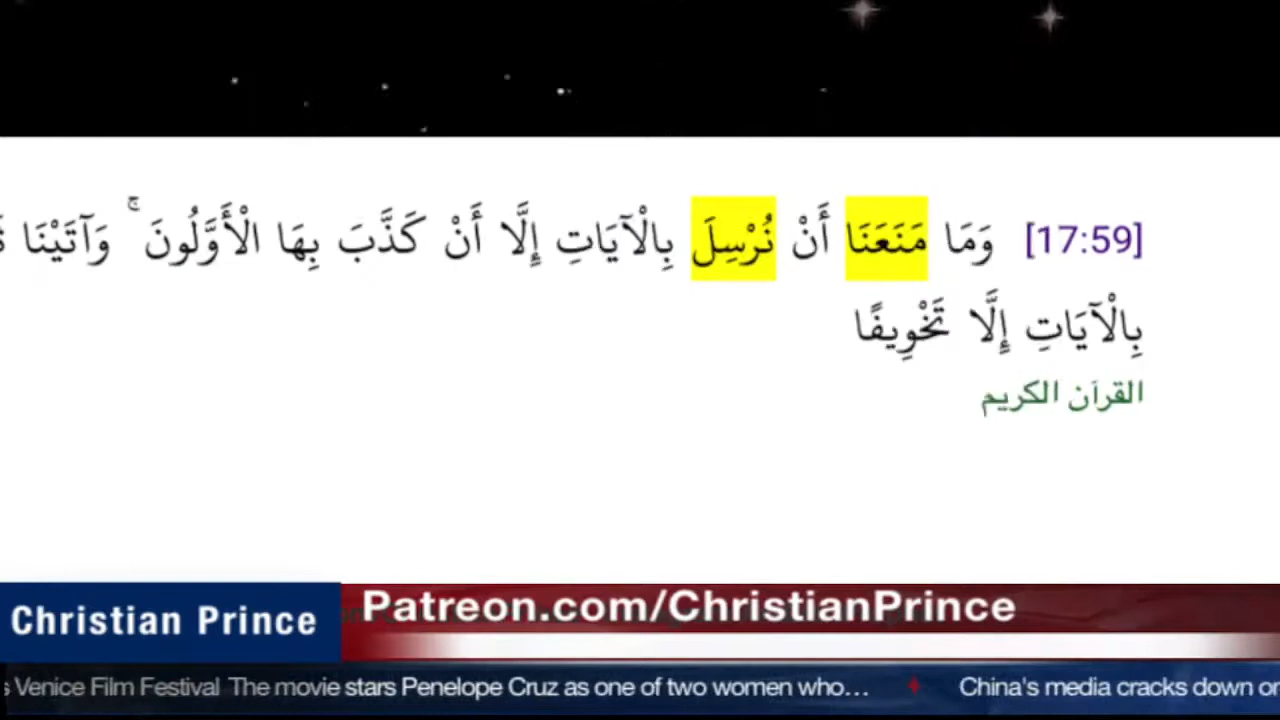 [17:59] وَمَا مَنَعَنَا أَنْ نُرْسِلَ بِالْآيَاتِ إِلَّا أَنْ كَذَّبَ بِهَا الْأَوَّلُونَ ۚ وَآتَيْنَا
بِالْآيَاتِ إِلَّا تَخْوِيفًا
القرآن الكريم
Patreon.com/ChristianPrince
Christian Prince
s Venice Film Festival The movie stars Penelope Cruz as one of two women who… China's media cracks down on